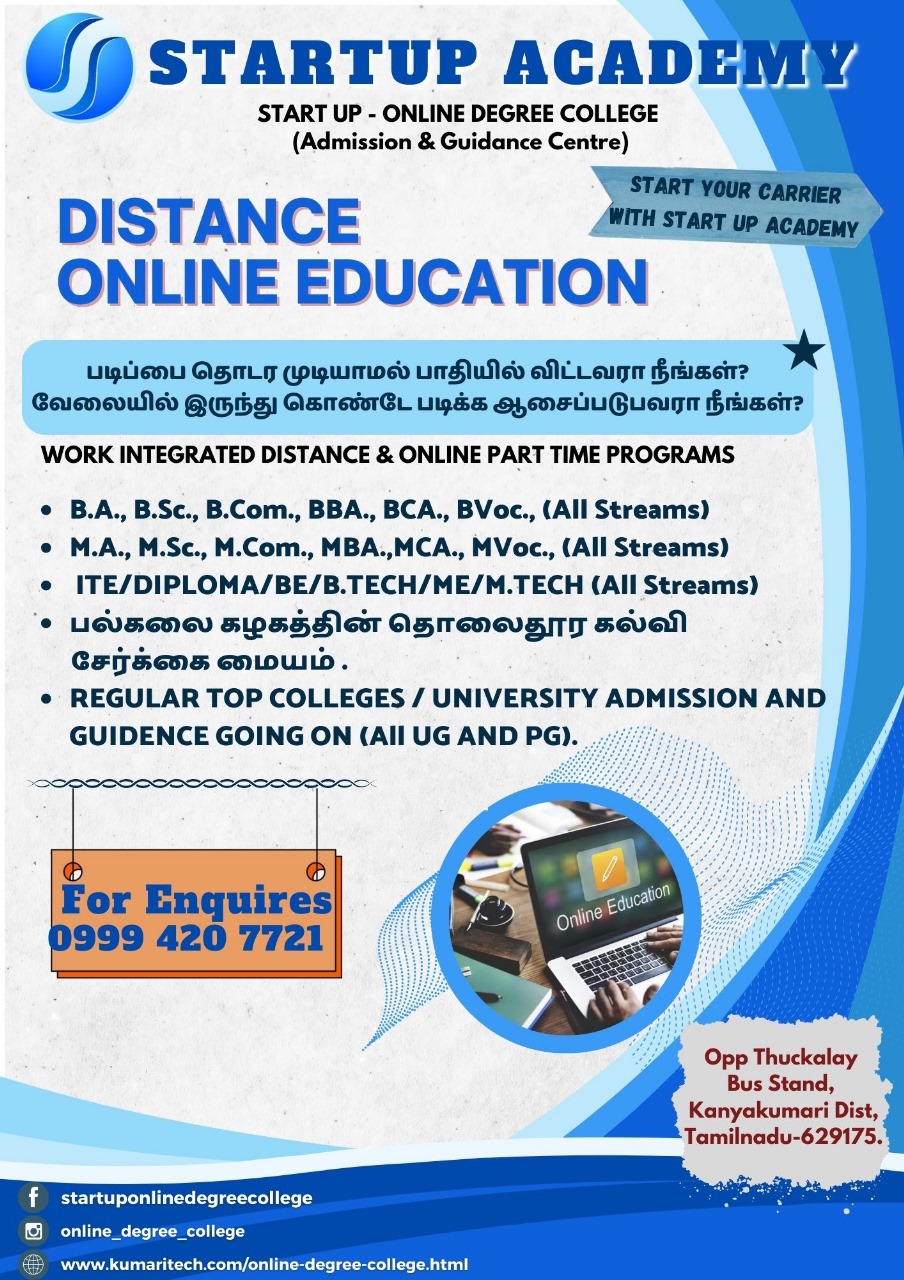 STARTUP ACADEMY
START UP - ONLINE DEGREE COLLEGE
(Admission & Guidance Centre)
START YOUR CARRIER
WITH START UP ACADEMY
DISTANCE
ONLINE EDUCATION
படிப்பை தொடர முடியாமல் பாதியில் விட்டவரா நீங்கள்?
வேலையில் இருந்து கொண்டே படிக்க ஆசைப்படுபவரா நீங்கள்?
WORK INTEGRATED DISTANCE & ONLINE PART TIME PROGRAMS
• B.A., B.Sc., B.Com., BBA., BCA., BVoc., (All Streams)
• M.A., M.Sc., M.Com., MBA.,MCA., MVoc., (All Streams)
• ITE/DIPLOMA/BE/B.TECH/ME/M.TECH (All Streams)
• பல்கலை கழகத்தின் தொலைதூர கல்வி
சேர்க்கை மையம் .
• REGULAR TOP COLLEGES / UNIVERSITY ADMISSION AND
GUIDENCE GOING ON (All UG AND PG).
For Enquires
0999 420 7721
Online Education
Opp Thuckalay
Bus Stand,
Kanyakumari Dist,
Tamilnadu-629175.
startuponlinedegreecollege
online_degree_college
www.kumaritech.com/online-degree-college.html